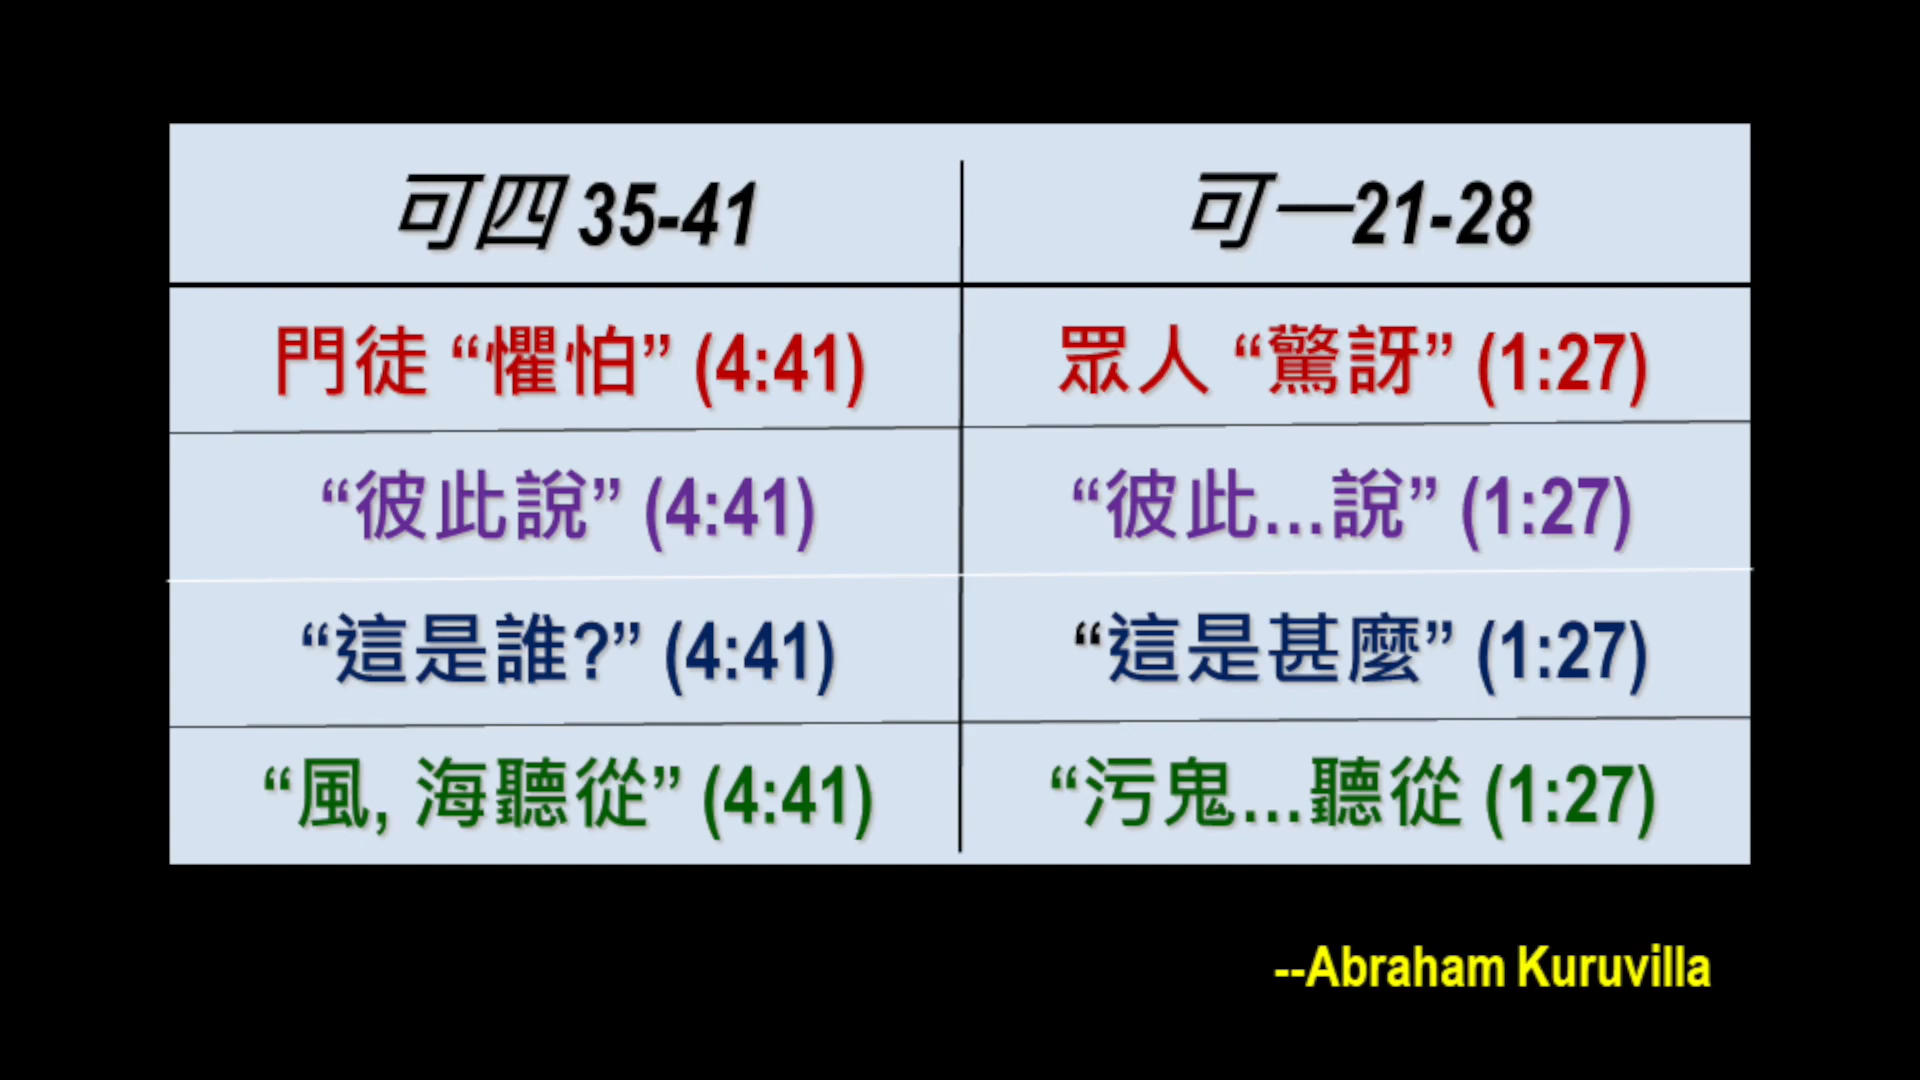 可四 35-41 可一21-28
門徒 “懼怕” (4:41) 眾人 “驚訝” (1:27)
“彼此說” (4:41) “彼此…說” (1:27)
“這是誰?” (4:41) “這是甚麼” (1:27)
“風, 海聽從” (4:41) “污鬼…聽從 (1:27)
--Abraham Kuruvilla